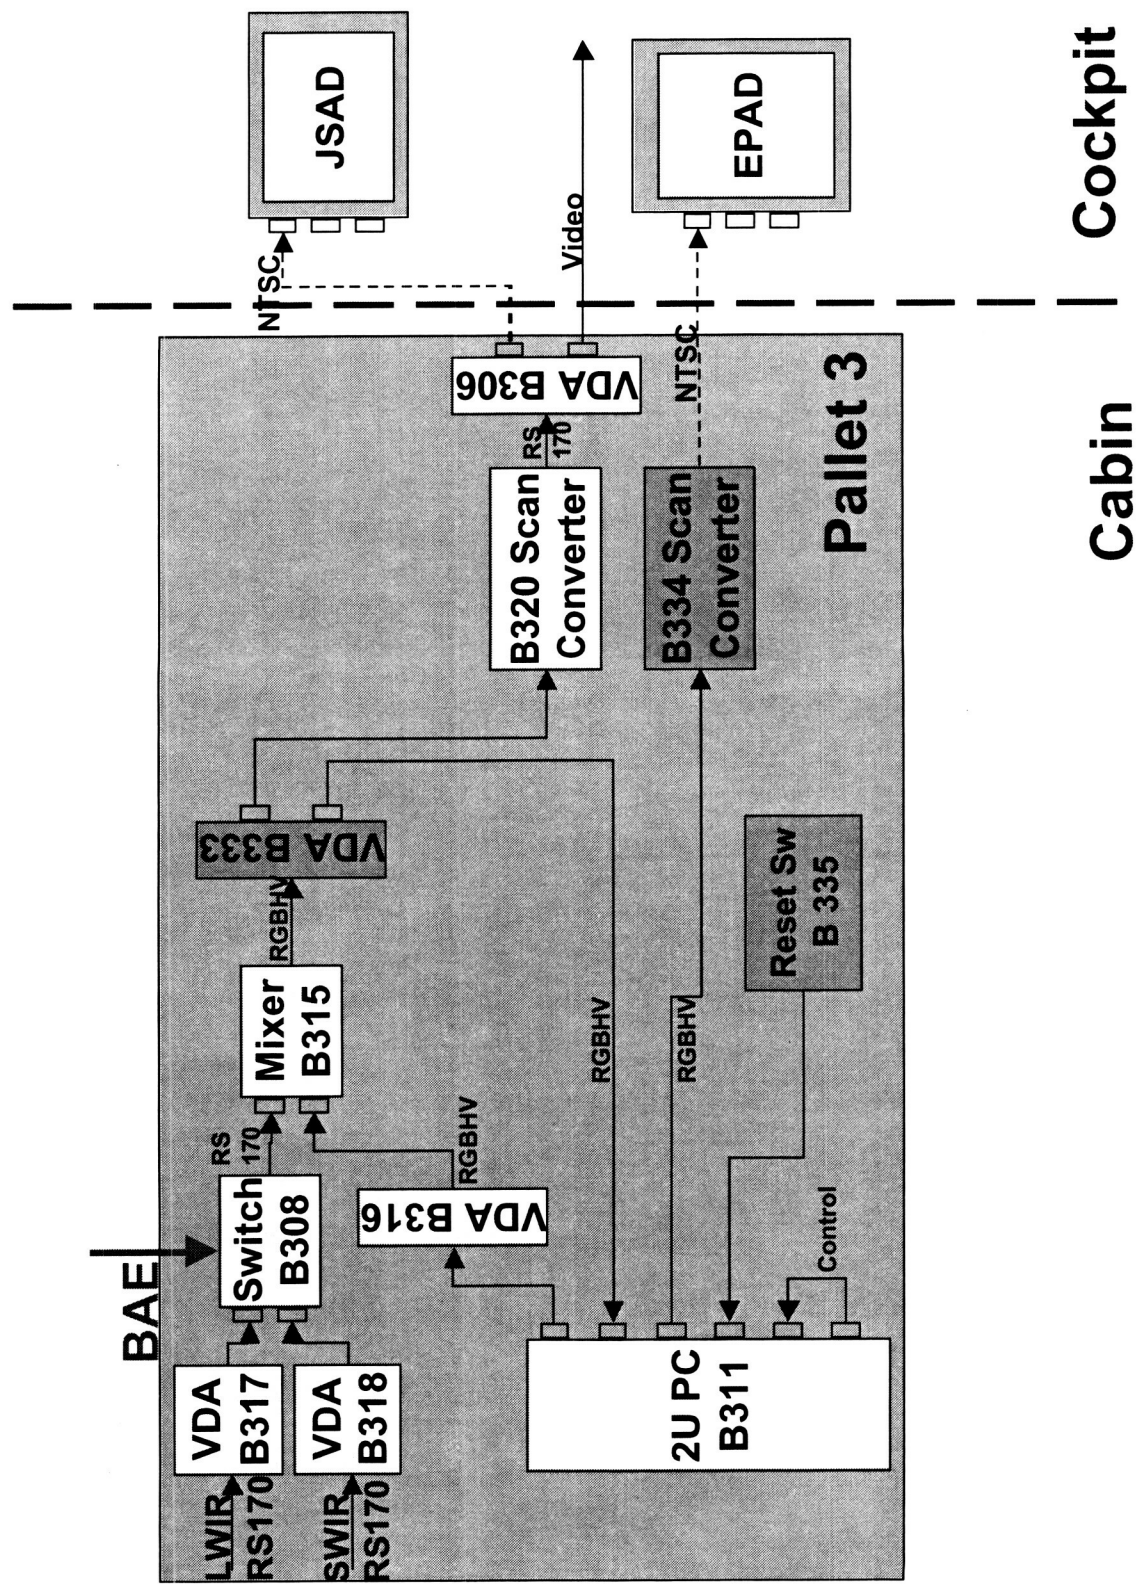 LWIR
RS170
SWIR
RS170
VDA
B317
VDA
B318
BAE
Switch
B308
RS
170
VDA B316
RGBHV
Mixer
B315
RGBHV
VDA B333
2U PC
B311
Control
RGBHV
RGBHV
Reset Sw
B 335
B320 Scan
Converter
B334 Scan
Converter
RS
170
VDA B306
Pallet 3
NTSC
Video
NTSC
JSAD
EPAD
Cabin
Cockpit